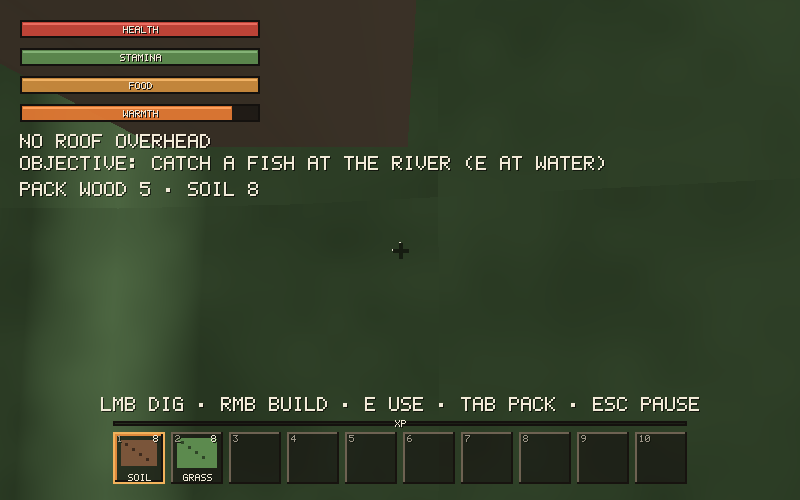 HEALTH
STAMINA
FOOD
WARMTH
NO ROOF OVERHEAD
OBJECTIVE: CATCH A FISH AT THE RIVER (E AT WATER)
PACK WOOD 5 · SOIL 8
LMB DIG · RMB BUILD · E USE · TAB PACK · ESC PAUSE
XP
1 8 2 8 3 4 5 6 7 8 9 10
SOIL GRASS